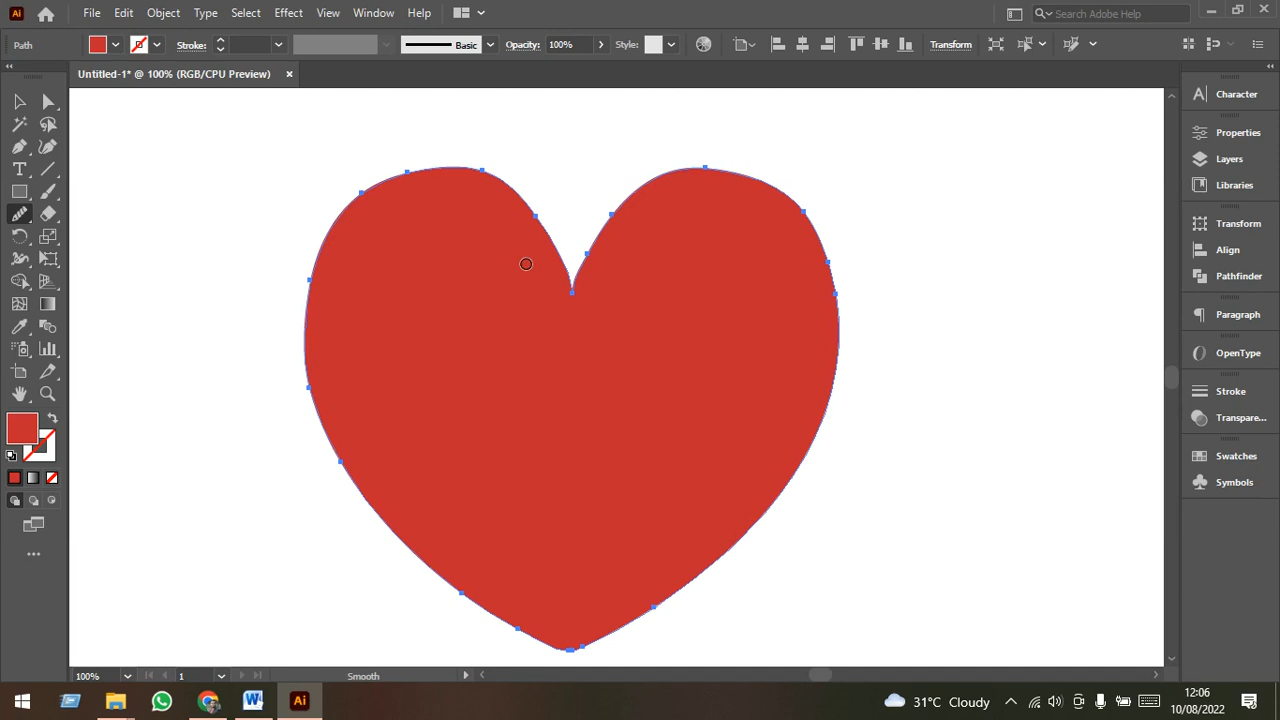 Ai File Edit Object Type Select Effect View Window Help Search Adobe Help
Path Stroke: Basic Opacity: 100% Style: Transform
Untitled-1* @ 100% (RGB/CPU Preview)
Character
Properties
Layers
Libraries
Transform
Align
Pathfinder
Paragraph
OpenType
Stroke
Transpare...
Swatches
Symbols
100% 1 Smooth
Ai 31°C Cloudy 12:06
10/08/2022